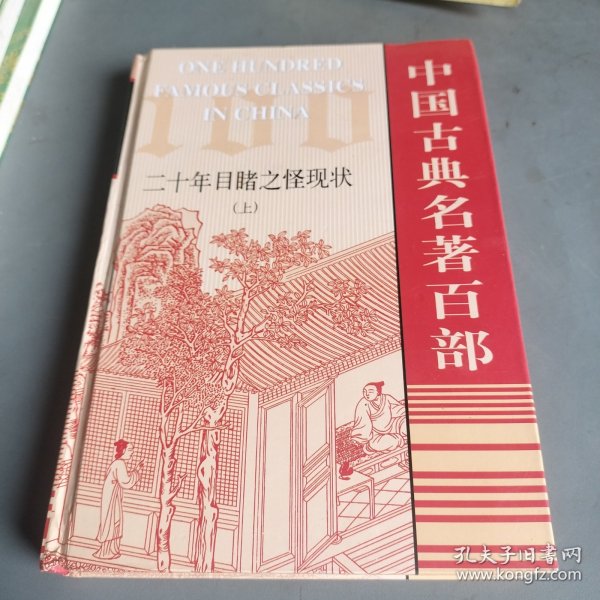 ONE HUNDRED
FAMOUS CLASSICS
IN CHINA
100
二十年目睹之怪现状
(上)
中国古典名著百部
孔夫子旧书网
www.kongfz.com